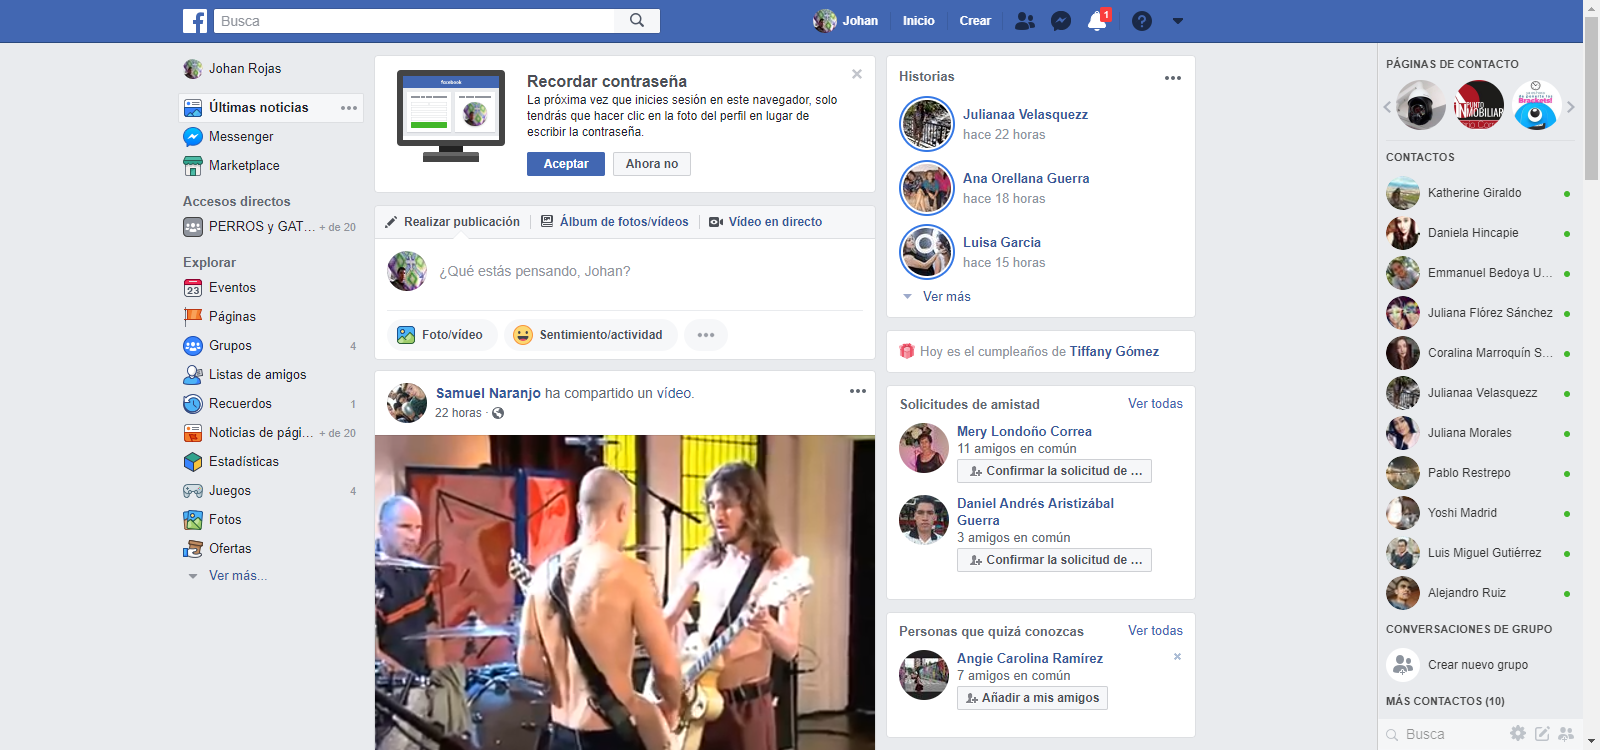 Busca
Johan
Inicio
Crear
1
Johan Rojas
Últimas noticias
Messenger
Marketplace
Accesos directos
PERROS y GAT... + de 20
Explorar
23
Eventos
Páginas
Grupos 4
Listas de amigos
Recuerdos 1
Noticias de pági... + de 20
Estadísticas
Juegos 4
Fotos
Ofertas
Ver más...
facebook
Recordar contraseña
La próxima vez que inicies sesión en este navegador, solo
tendrás que hacer clic en la foto del perfil en lugar de
escribir la contraseña.
Aceptar
Ahora no
Realizar publicación
Álbum de fotos/vídeos
Vídeo en directo
¿Qué estás pensando, Johan?
Foto/vídeo
Sentimiento/actividad
Samuel Naranjo ha compartido un vídeo.
22 horas ·
Historias
Julianaa Velasquezz
hace 22 horas
Ana Orellana Guerra
hace 18 horas
Luisa Garcia
hace 15 horas
Ver más
Hoy es el cumpleaños de Tiffany Gómez
Solicitudes de amistad
Ver todas
Mery Londoño Correa
11 amigos en común
Confirmar la solicitud de ...
Daniel Andrés Aristizábal
Guerra
3 amigos en común
Confirmar la solicitud de ...
Personas que quizá conozcas
Ver todas
Angie Carolina Ramírez
7 amigos en común
Añadir a mis amigos
PÁGINAS DE CONTACTO
PUNTO
INMOBILIAR
Brackets!
CONTACTOS
Katherine Giraldo
Daniela Hincapie
Emmanuel Bedoya U...
Juliana Flórez Sánchez
Coralina Marroquín S...
Julianaa Velasquezz
Juliana Morales
Pablo Restrepo
Yoshi Madrid
Luis Miguel Gutiérrez
Alejandro Ruiz
CONVERSACIONES DE GRUPO
Crear nuevo grupo
MÁS CONTACTOS (10)
Busca